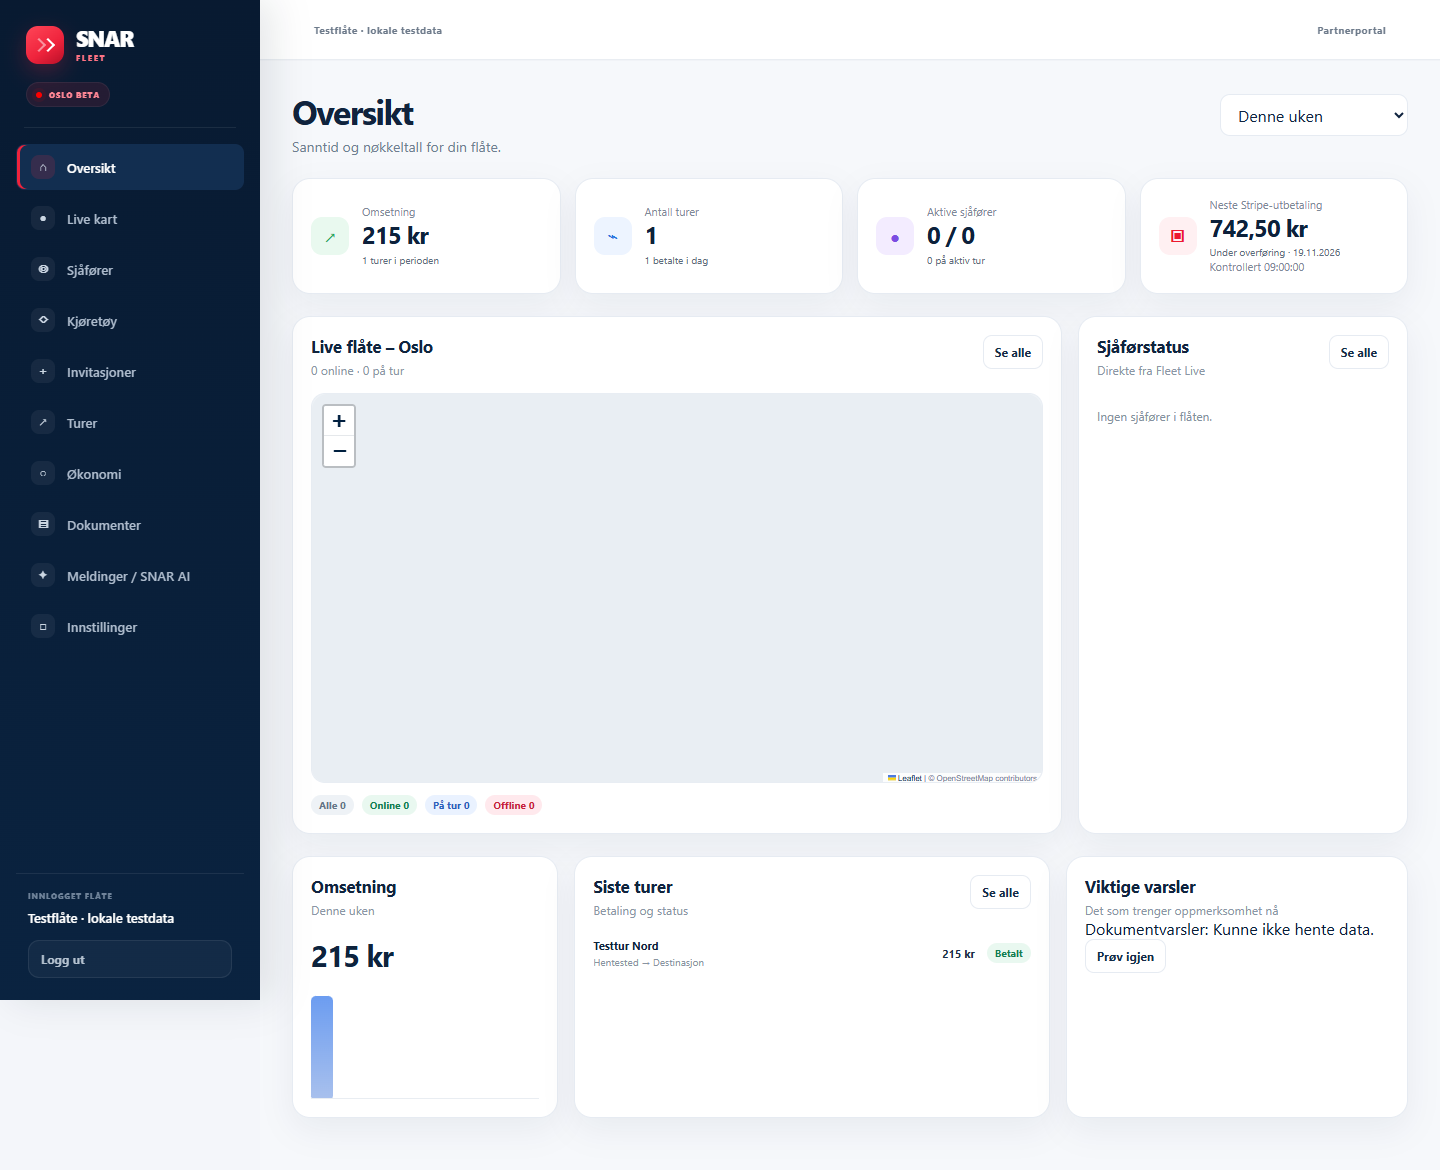 SNAR
FLEET
OSLO BETA
Oversikt
Live kart
Sjåfører
Kjøretøy
Invitasjoner
Turer
Økonomi
Dokumenter
Meldinger / SNAR AI
Innstillinger
INNLOGGET FLÅTE
Testflåte · lokale testdata
Logg ut
Testflåte · lokale testdata
Partnerportal
Oversikt
Sanntid og nøkkeltall for din flåte.
Denne uken
Omsetning
215 kr
1 turer i perioden
Antall turer
1
1 betalte i dag
Aktive sjåfører
0 / 0
0 på aktiv tur
Neste Stripe-utbetaling
742,50 kr
Under overføring · 19.11.2026
Kontrollert 09:00:00
Live flåte – Oslo
0 online · 0 på tur
Se alle
+
−
Leaflet | © OpenStreetMap contributors
Alle 0
Online 0
På tur 0
Offline 0
Sjåførstatus
Direkte fra Fleet Live
Se alle
Ingen sjåfører i flåten.
Omsetning
Denne uken
215 kr
Siste turer
Betaling og status
Se alle
Testtur Nord
Hentested → Destinasjon
215 kr
Betalt
Viktige varsler
Det som trenger oppmerksomhet nå
Dokumentvarsler: Kunne ikke hente data.
Prøv igjen